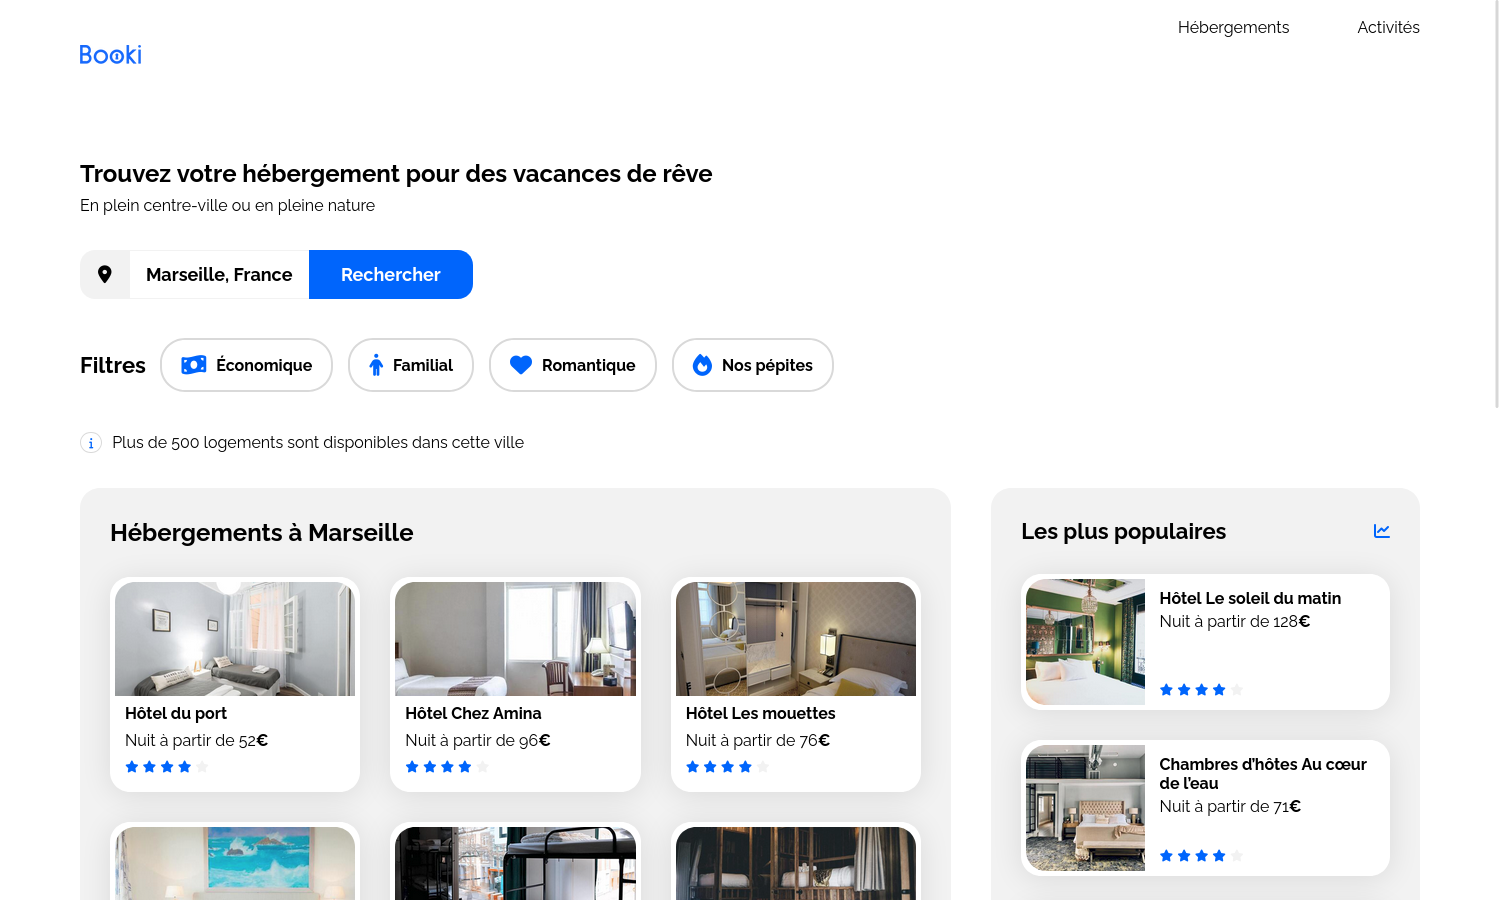 Booki
Hébergements
Activités
Trouvez votre hébergement pour des vacances de rêve
En plein centre-ville ou en pleine nature
Marseille, France
Rechercher
Filtres
Économique
Familial
Romantique
Nos pépites
Plus de 500 logements sont disponibles dans cette ville
Hébergements à Marseille
Hôtel du port
Nuit à partir de 52€
Hôtel Chez Amina
Nuit à partir de 96€
Hôtel Les mouettes
Nuit à partir de 76€
Les plus populaires
Hôtel Le soleil du matin
Nuit à partir de 128€
Chambres d’hôtes Au cœur
de l’eau
Nuit à partir de 71€